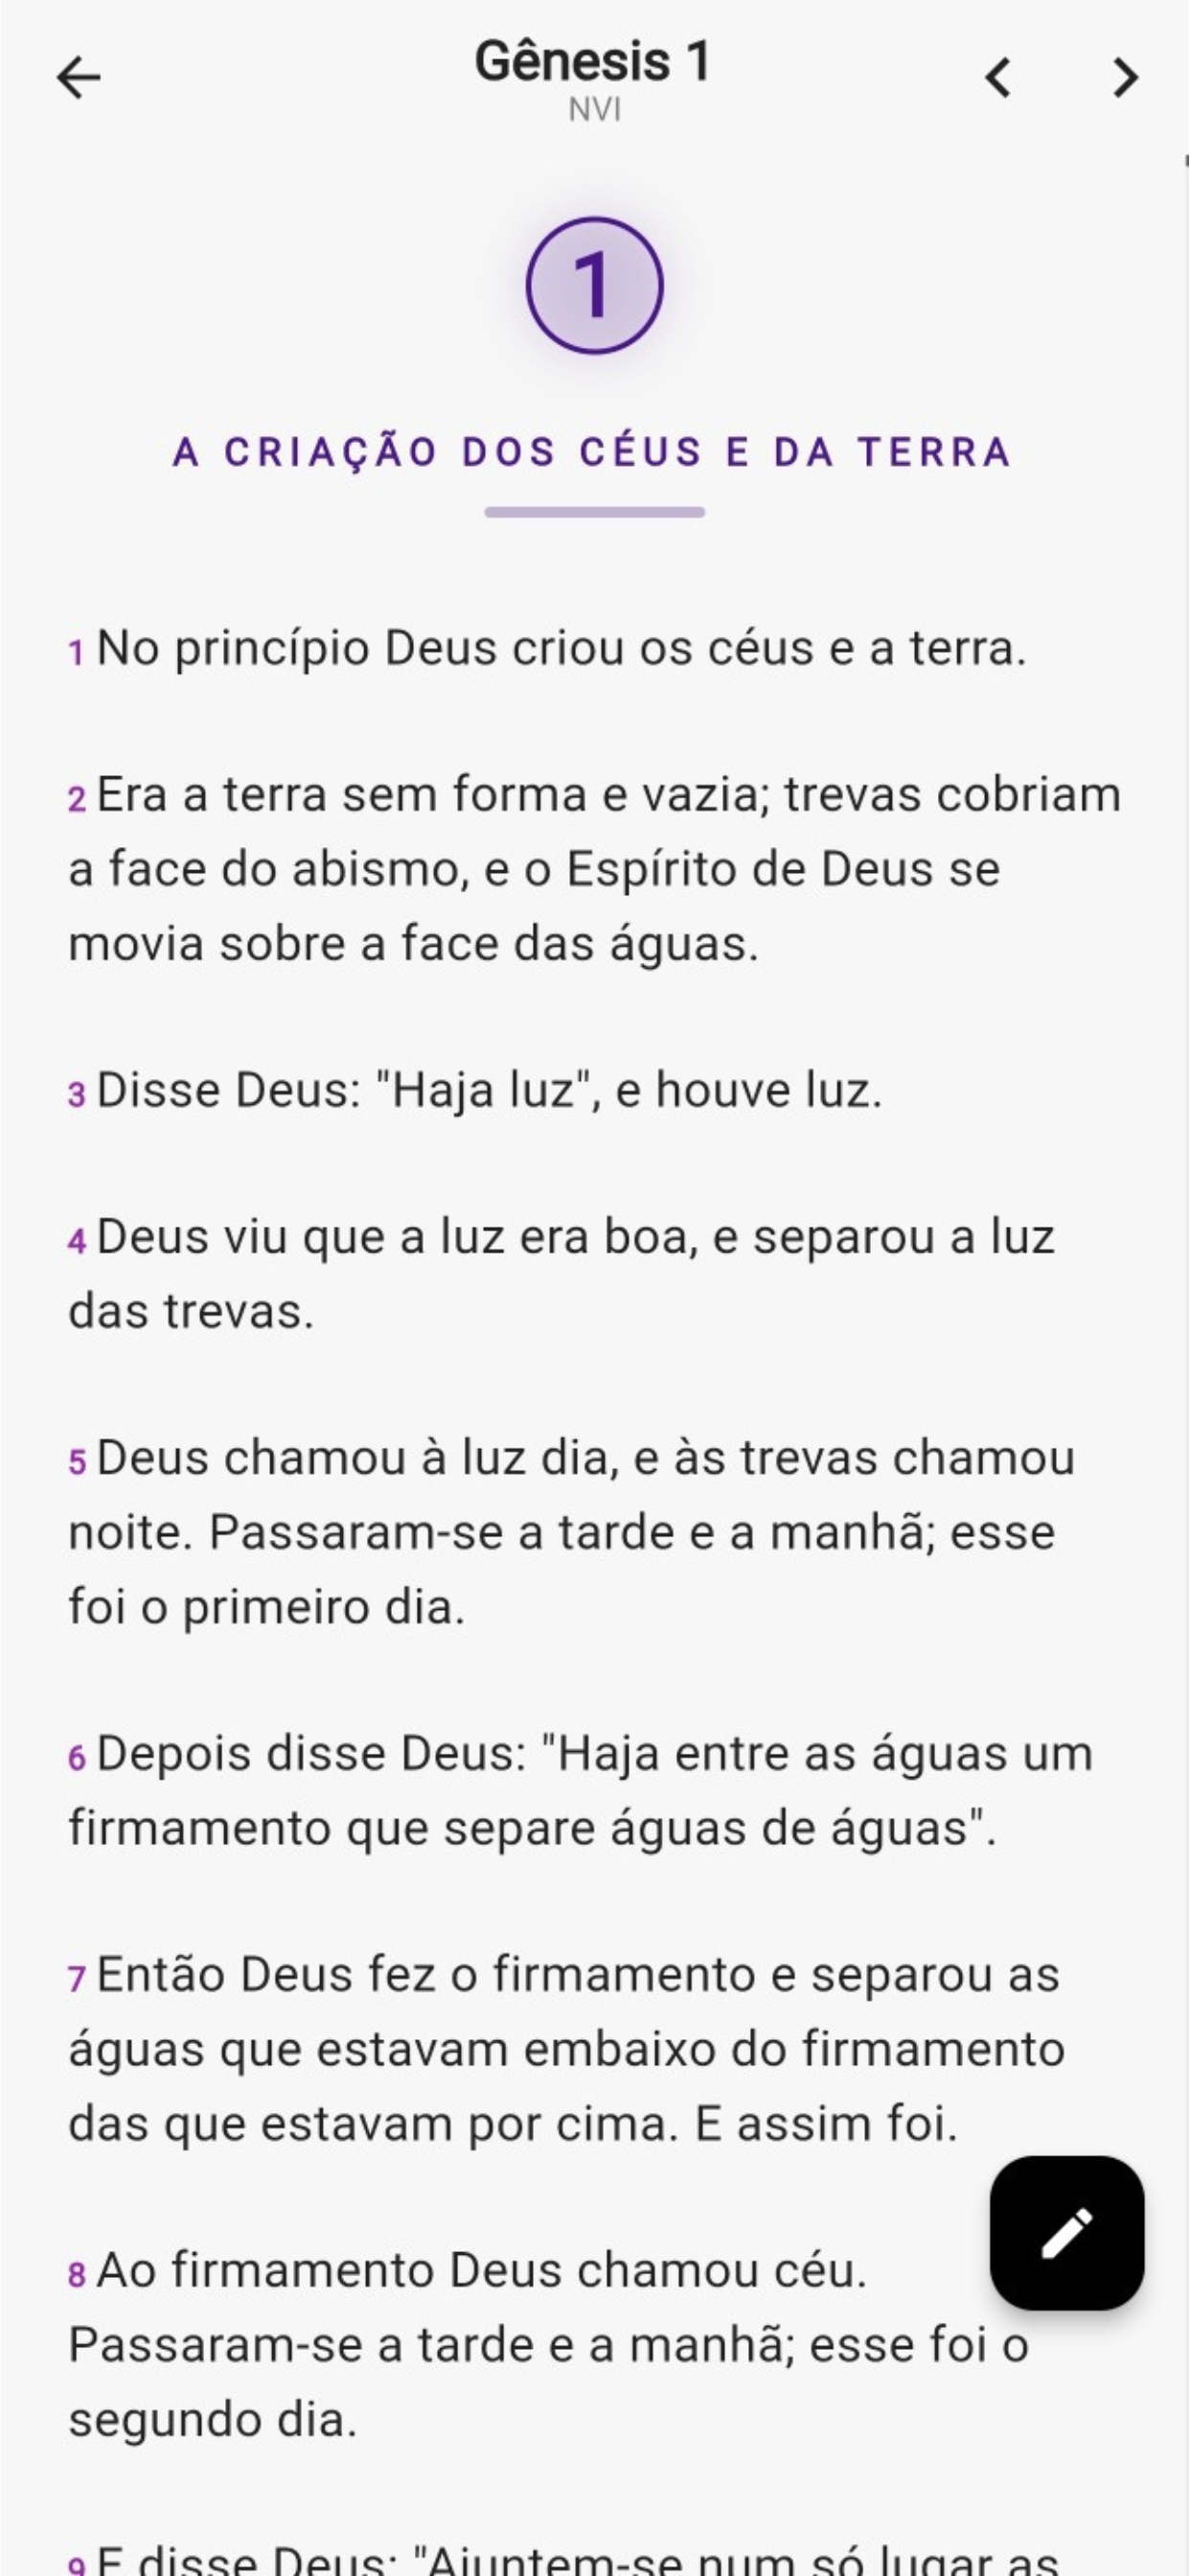 Gênesis 1
NVI
1
A CRIAÇÃO DOS CÉUS E DA TERRA
1 No princípio Deus criou os céus e a terra.
2 Era a terra sem forma e vazia; trevas cobriam
a face do abismo, e o Espírito de Deus se
movia sobre a face das águas.
3 Disse Deus: "Haja luz", e houve luz.
4 Deus viu que a luz era boa, e separou a luz
das trevas.
5 Deus chamou à luz dia, e às trevas chamou
noite. Passaram-se a tarde e a manhã; esse
foi o primeiro dia.
6 Depois disse Deus: "Haja entre as águas um
firmamento que separe águas de águas".
7 Então Deus fez o firmamento e separou as
águas que estavam embaixo do firmamento
das que estavam por cima. E assim foi.
8 Ao firmamento Deus chamou céu.
Passaram-se a tarde e a manhã; esse foi o
segundo dia.
9 E disse Deus: "Ajuntem-se num só lugar as